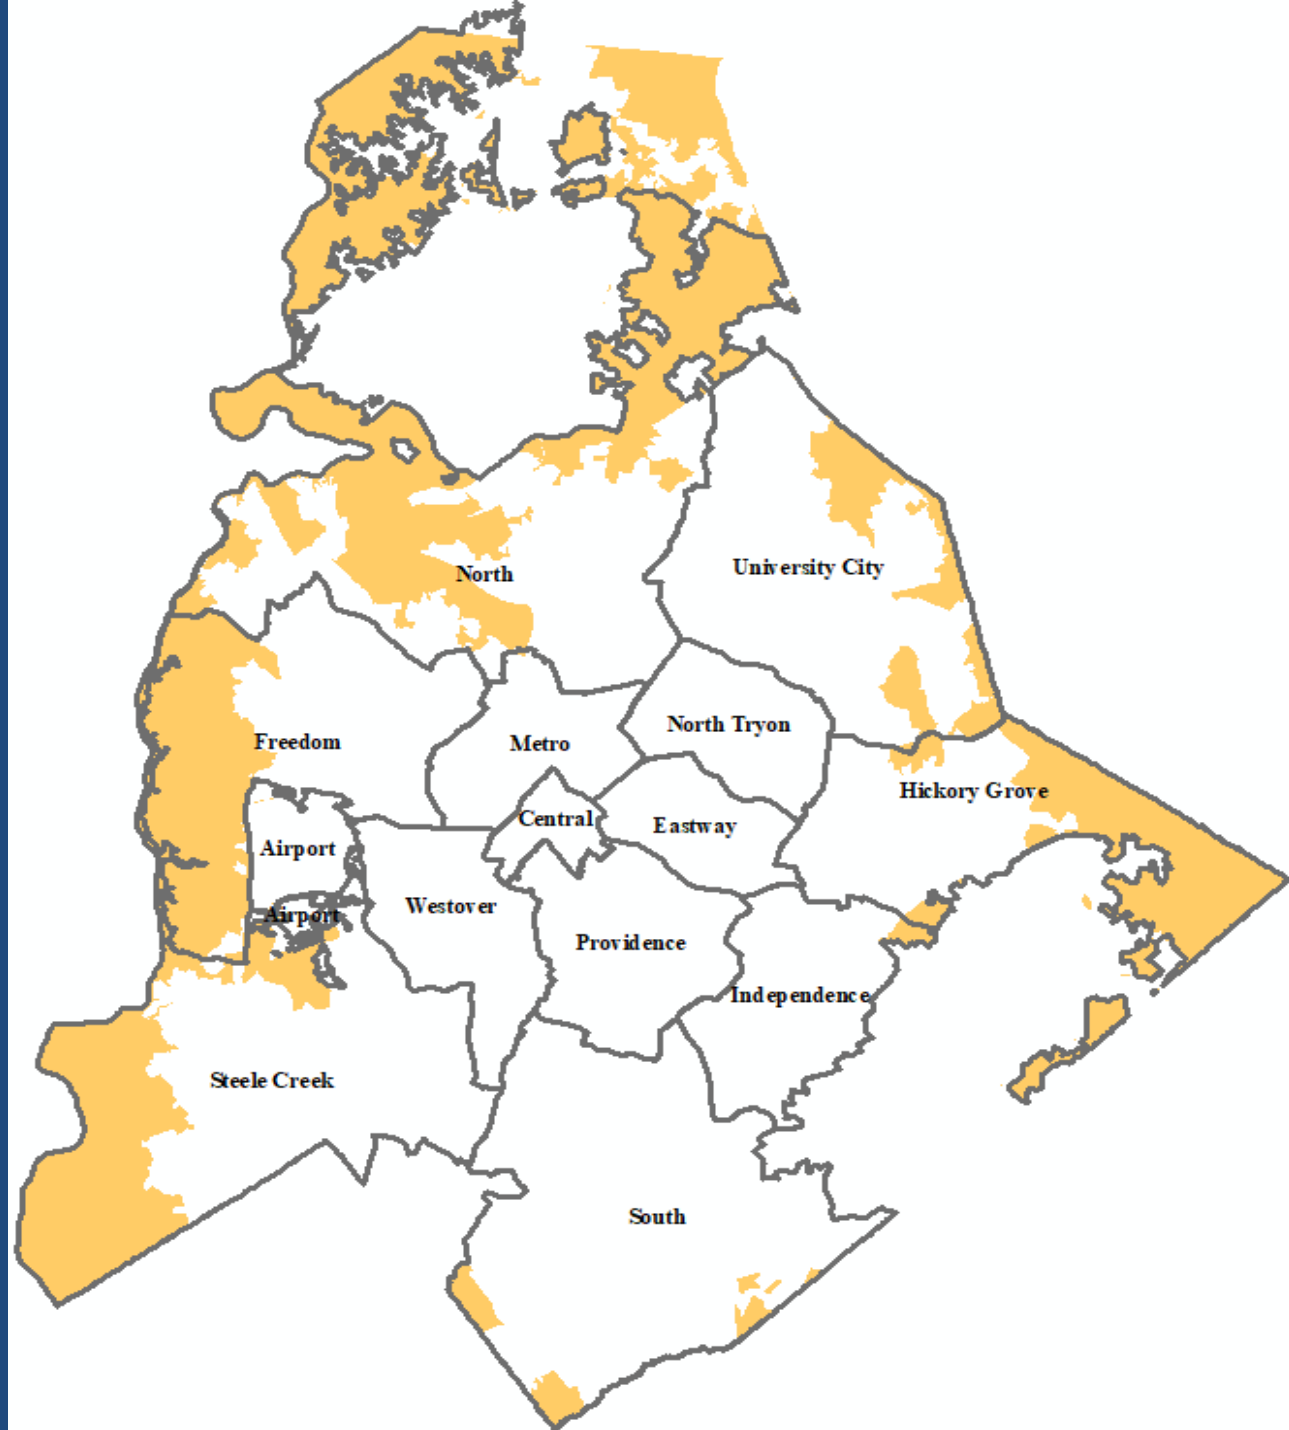 North
University City
North Tryon
Freedom
Metro
Hickory Grove
Central
Eastway
Airport
Westover
Airport
Providence
Independence
Steele Creek
South